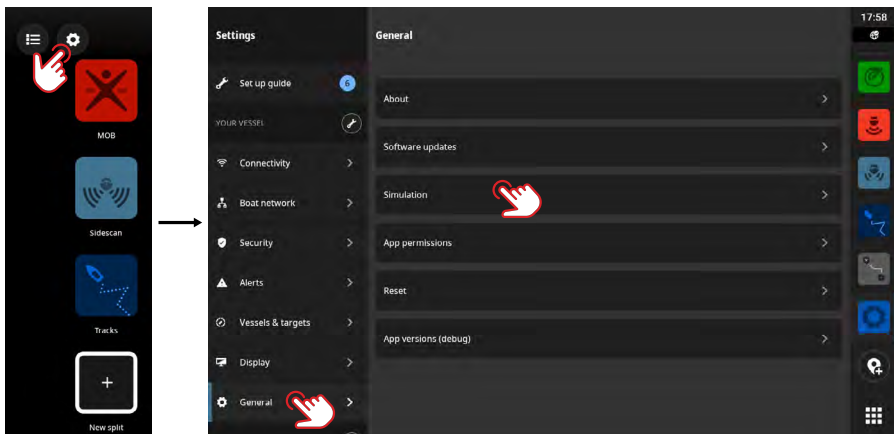 MOB
Sidescan
Tracks
+
New split
Settings
Set up guide
6
YOUR VESSEL
Connectivity
Boat network
Security
Alerts
Vessels & targets
Display
General
General
About
Software updates
Simulation
App permissions
Reset
App versions (debug)
17:58